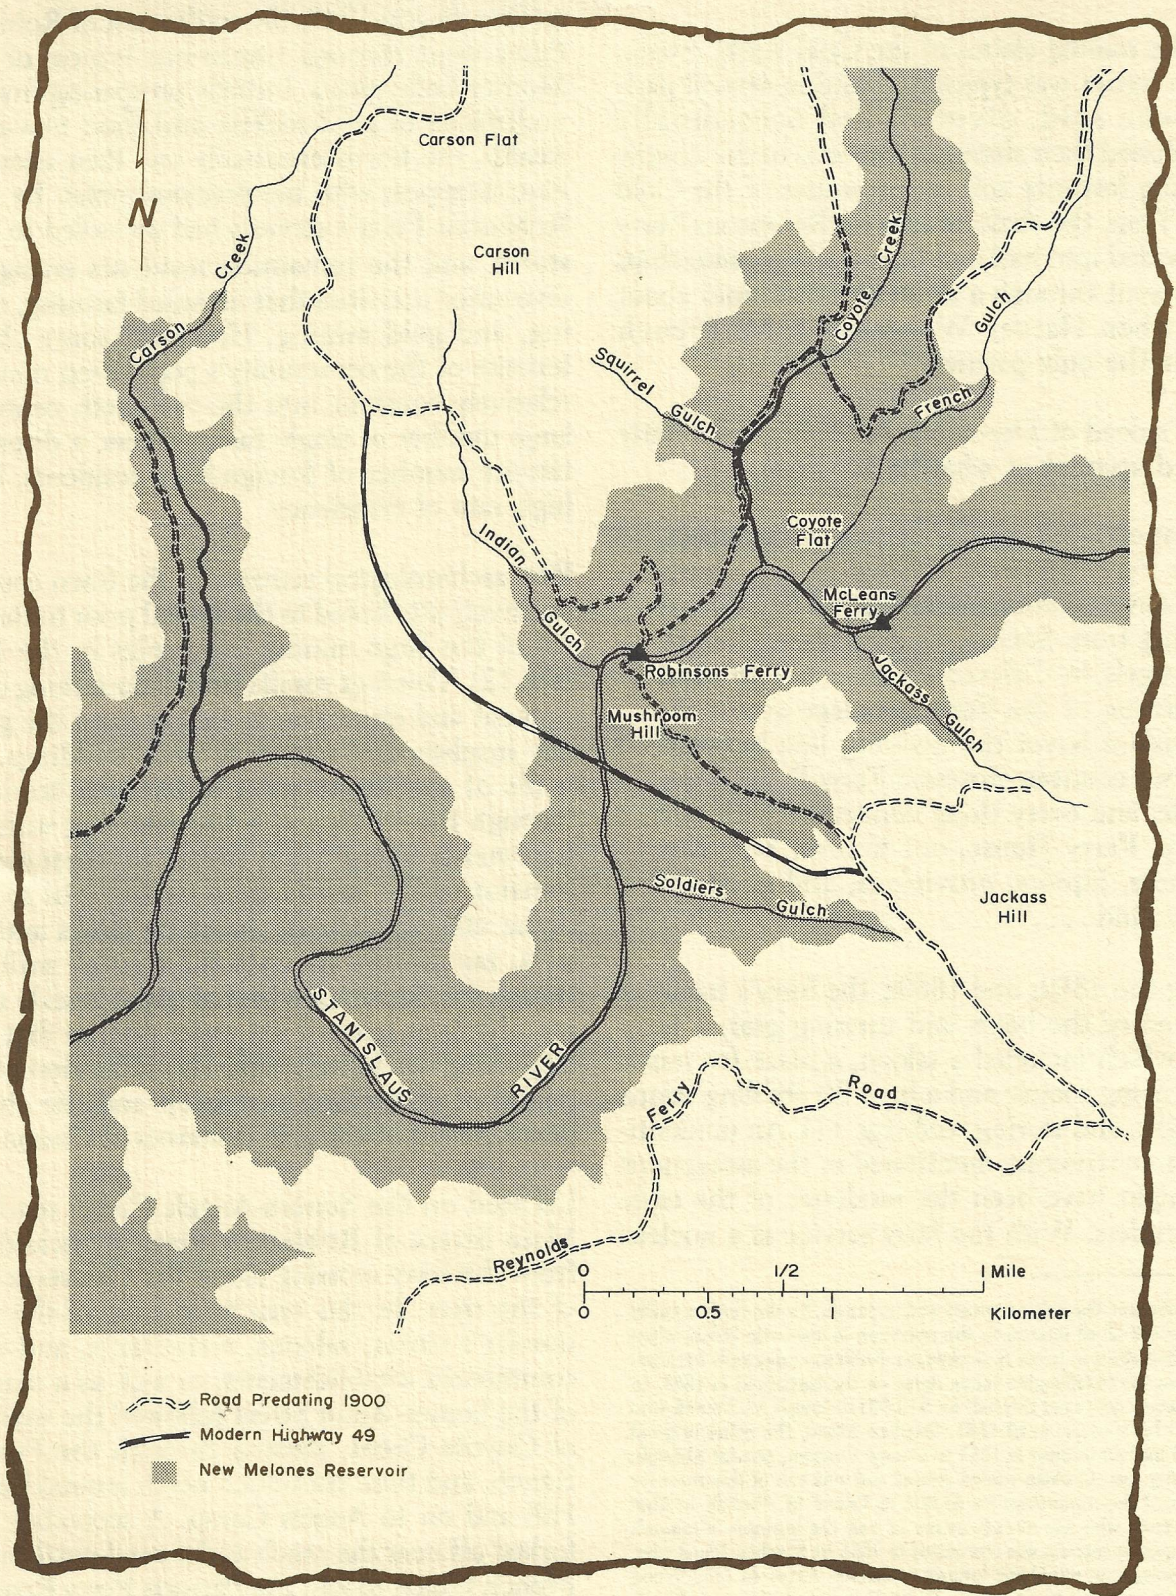 Carson Flat
N
Carson
Hill
Carson Creek
Coyote Creek
French Gulch
Squirrel Gulch
Coyote
Flat
Indian Gulch
McLeans
Ferry
Robinsons Ferry
Mushroom
Hill
Jackass Gulch
Soldiers Gulch
Jackass
Hill
STANISLAUS RIVER
Reynolds Ferry Road
0 1/2 1 Mile
0 0.5 1 Kilometer
Road Predating 1900
Modern Highway 49
New Melones Reservoir